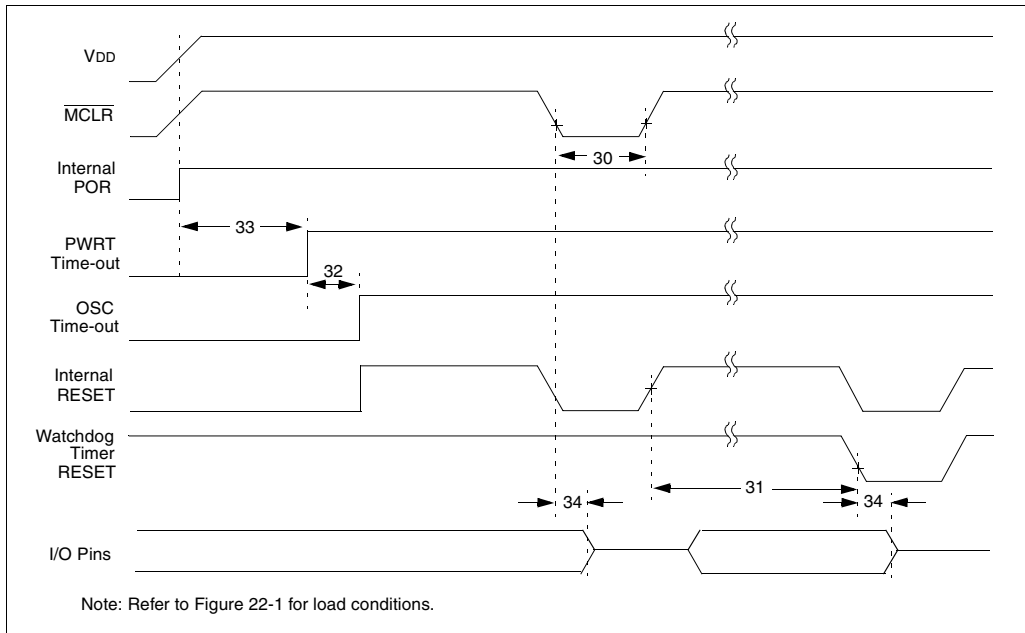 VDD
MCLR
30
Internal
POR
33
PWRT
Time-out
32
OSC
Time-out
Internal
RESET
Watchdog
Timer
RESET
31
34
34
I/O Pins
Note: Refer to Figure 22-1 for load conditions.